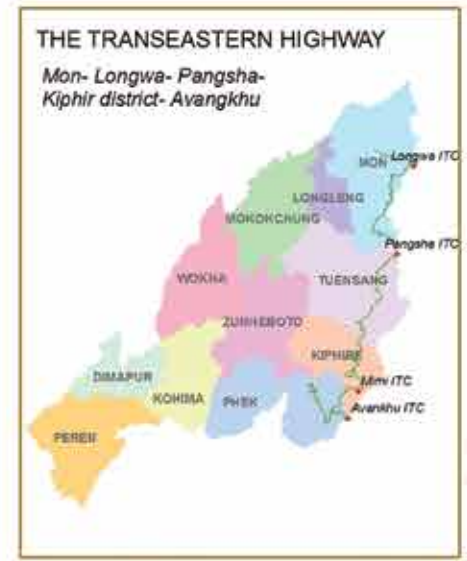 THE TRANSEASTERN HIGHWAY
Mon- Longwa- Pangsha-
Kiphir district- Avangkhu
MON
Longwa ITC
LONGLENG
MOKOKCHUNG
Pangsha ITC
WOKHA
TUENSANG
ZUNHEBOTO
KIPHIRE
DIMAPUR
Mimi ITC
KOHIMA
PHEK
Avankhu ITC
PEREN